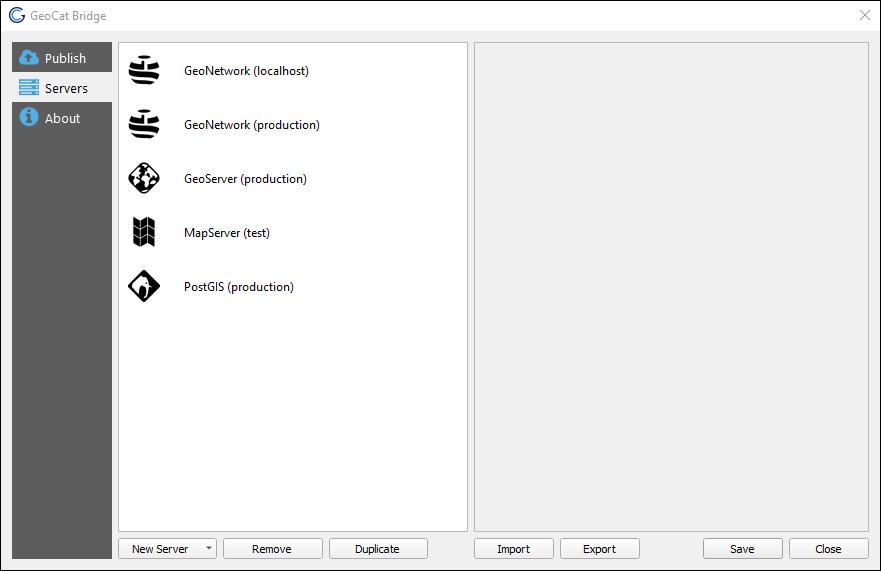 GeoCat Bridge
Publish
Servers
About
GeoNetwork (localhost)
GeoNetwork (production)
GeoServer (production)
MapServer (test)
PostGIS (production)
New Server
Remove
Duplicate
Import
Export
Save
Close